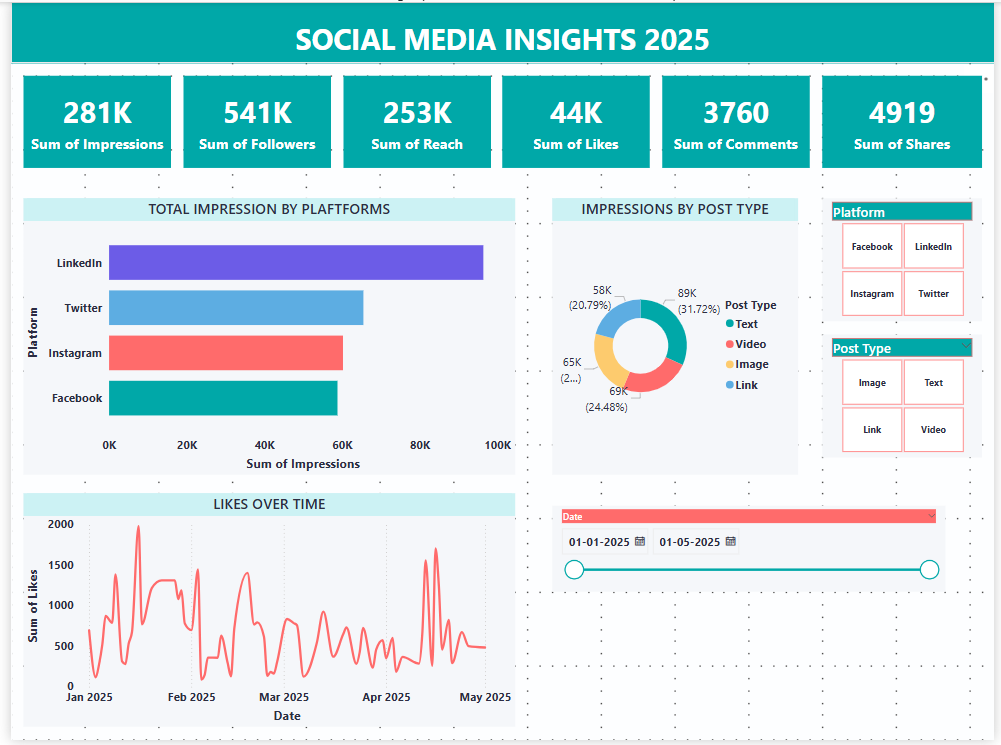 SOCIAL MEDIA INSIGHTS 2025
281K
Sum of Impressions
541K
Sum of Followers
253K
Sum of Reach
44K
Sum of Likes
3760
Sum of Comments
4919
Sum of Shares
TOTAL IMPRESSION BY PLAFTFORMS
Platform
LinkedIn
Twitter
Instagram
Facebook
0K 20K 40K 60K 80K 100K
Sum of Impressions
IMPRESSIONS BY POST TYPE
89K
(31.72%)
69K
(24.48%)
65K
(2...)
58K
(20.79%)
Post Type
Text
Video
Image
Link
Platform
Facebook LinkedIn
Instagram Twitter
Post Type
Image Text
Link Video
LIKES OVER TIME
Sum of Likes
2000
1500
1000
500
0
Jan 2025 Feb 2025 Mar 2025 Apr 2025 May 2025
Date
Date
01-01-2025 01-05-2025